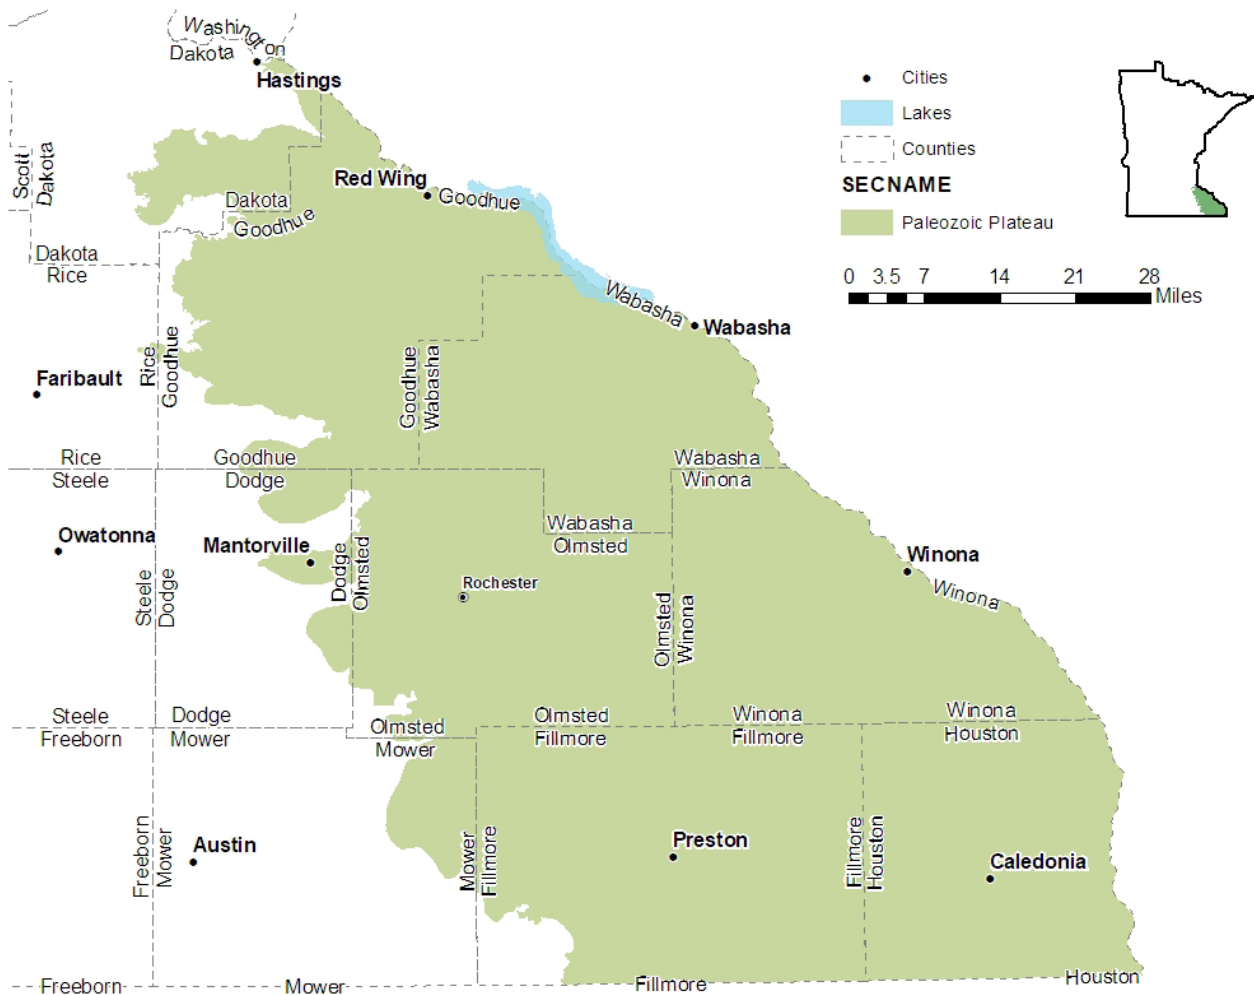 Washington
Dakota
Hastings
Cities
Lakes
Counties
SECNAME
Paleozoic Plateau
0 3.5 7 14 21 28
Miles
Scott
Dakota
Red Wing
Goodhue
Dakota
Goodhue
Dakota
Rice
Wabasha
Wabasha
Rice
Goodhue
Goodhue
Wabasha
Faribault
Rice
Goodhue
Wabasha
Steele
Dodge
Winona
Owatonna
Mantorville
Wabasha
Olmsted
Winona
Dodge
Olmsted
Rochester
Steele
Dodge
Olmsted
Winona
Winona
Steele
Dodge
Olmsted
Olmsted
Winona
Winona
Freeborn
Mower
Mower
Fillmore
Fillmore
Houston
Freeborn
Mower
Austin
Mower
Fillmore
Preston
Fillmore
Houston
Caledonia
Freeborn
Mower
Fillmore
Houston